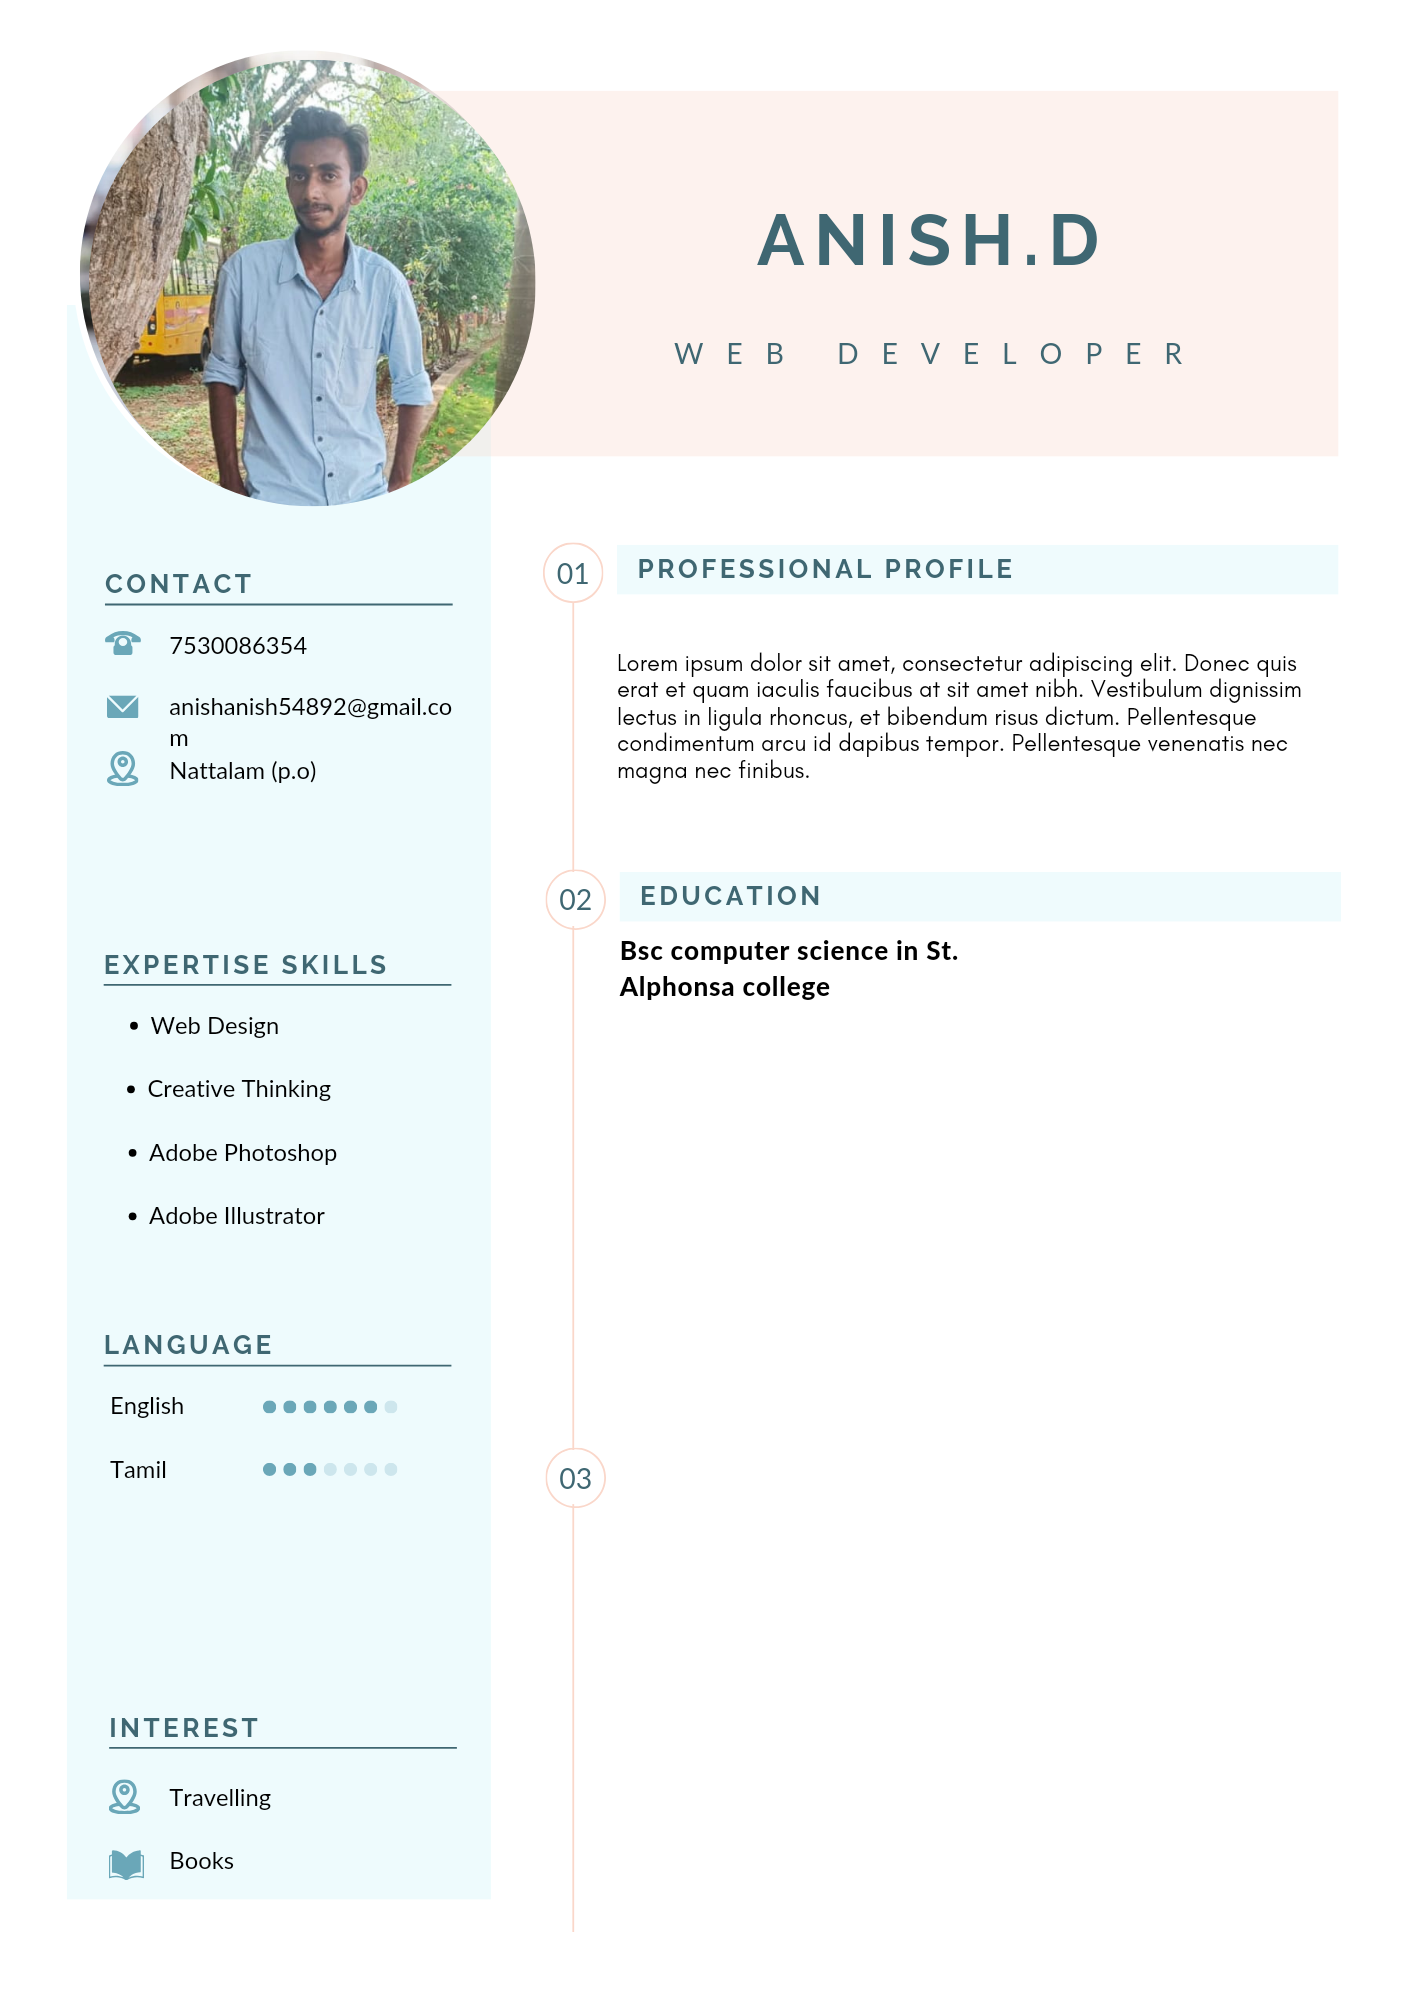 ANISH.D
WEB DEVELOPER
CONTACT
7530086354
anishanish54892@gmail.co
m
Nattalam (p.o)
EXPERTISE SKILLS
• Web Design
• Creative Thinking
• Adobe Photoshop
• Adobe Illustrator
LANGUAGE
English
Tamil
INTEREST
Travelling
Books
01
PROFESSIONAL PROFILE
Lorem ipsum dolor sit amet, consectetur adipiscing elit. Donec quis
erat et quam iaculis faucibus at sit amet nibh. Vestibulum dignissim
lectus in ligula rhoncus, et bibendum risus dictum. Pellentesque
condimentum arcu id dapibus tempor. Pellentesque venenatis nec
magna nec finibus.
02
EDUCATION
Bsc computer science in St.
Alphonsa college
03